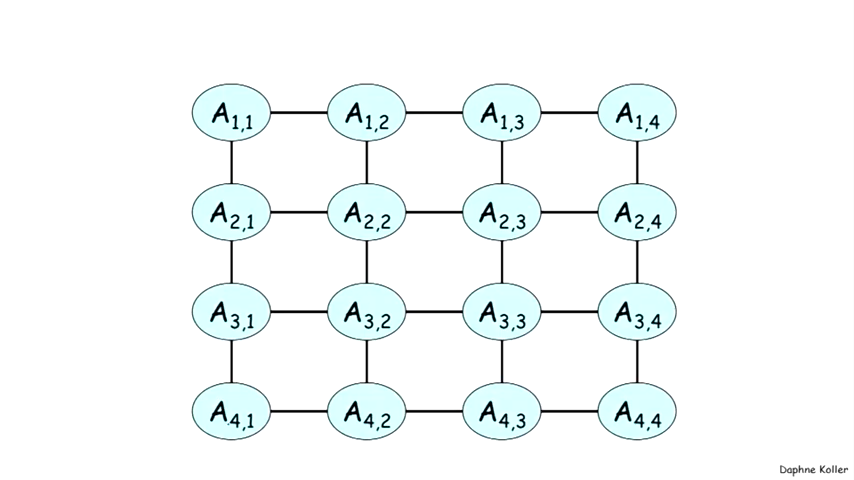 A1,1 A1,2 A1,3 A1,4
A2,1 A2,2 A2,3 A2,4
A3,1 A3,2 A3,3 A3,4
A4,1 A4,2 A4,3 A4,4
Daphne Koller